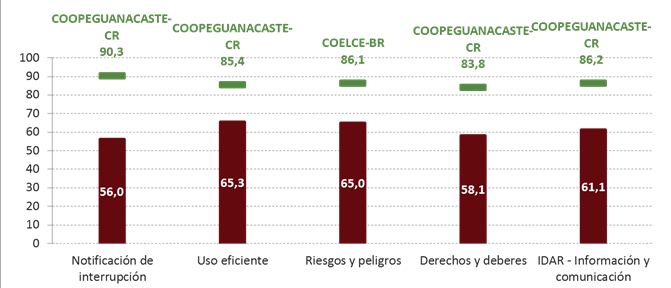 COOPEGUANACASTE-
CR
90,3
COOPEGUANACASTE-
CR
85,4
COELCE-BR
86,1
COOPEGUANACASTE-
CR
83,8
COOPEGUANACASTE-
CR
86,2
100
90
80
70
60
50
40
30
20
10
0
56,0
65,3
65,0
58,1
61,1
Notificación de
interrupción
Uso eficiente
Riesgos y peligros
Derechos y deberes
IDAR - Información y
comunicación